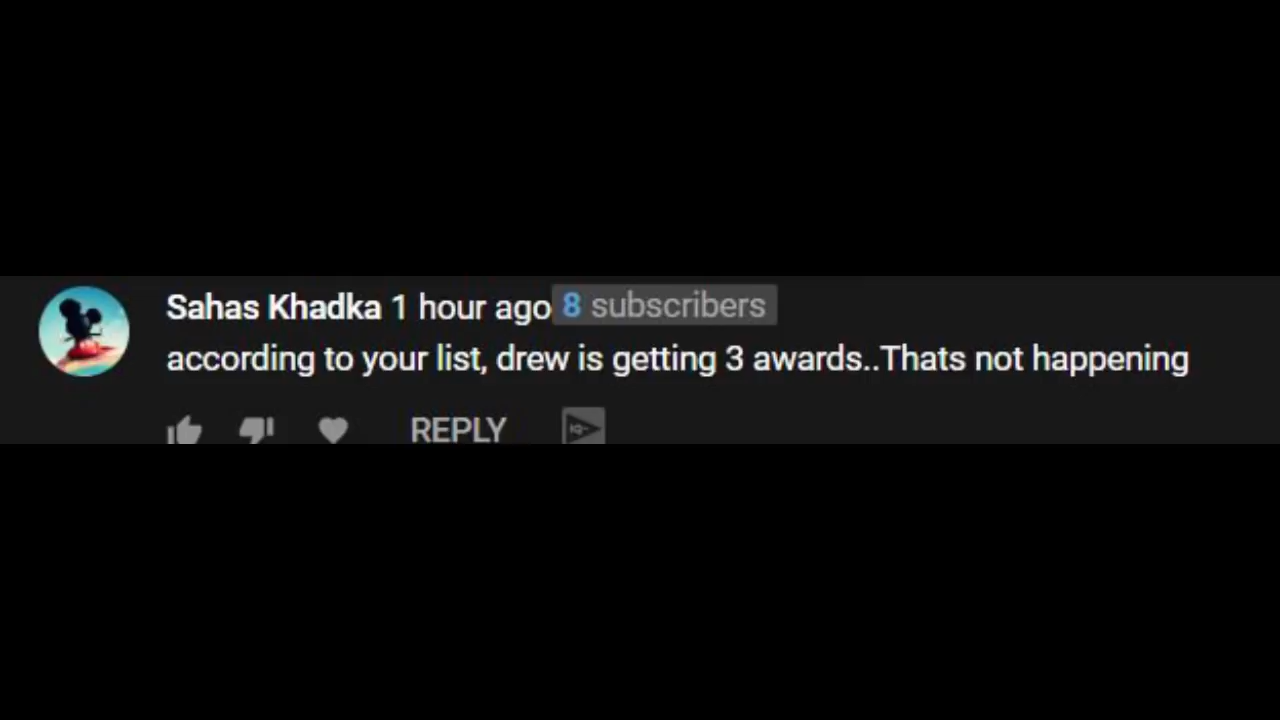 Sahas Khadka 1 hour ago 8 subscribers
according to your list, drew is getting 3 awards..Thats not happening
REPLY